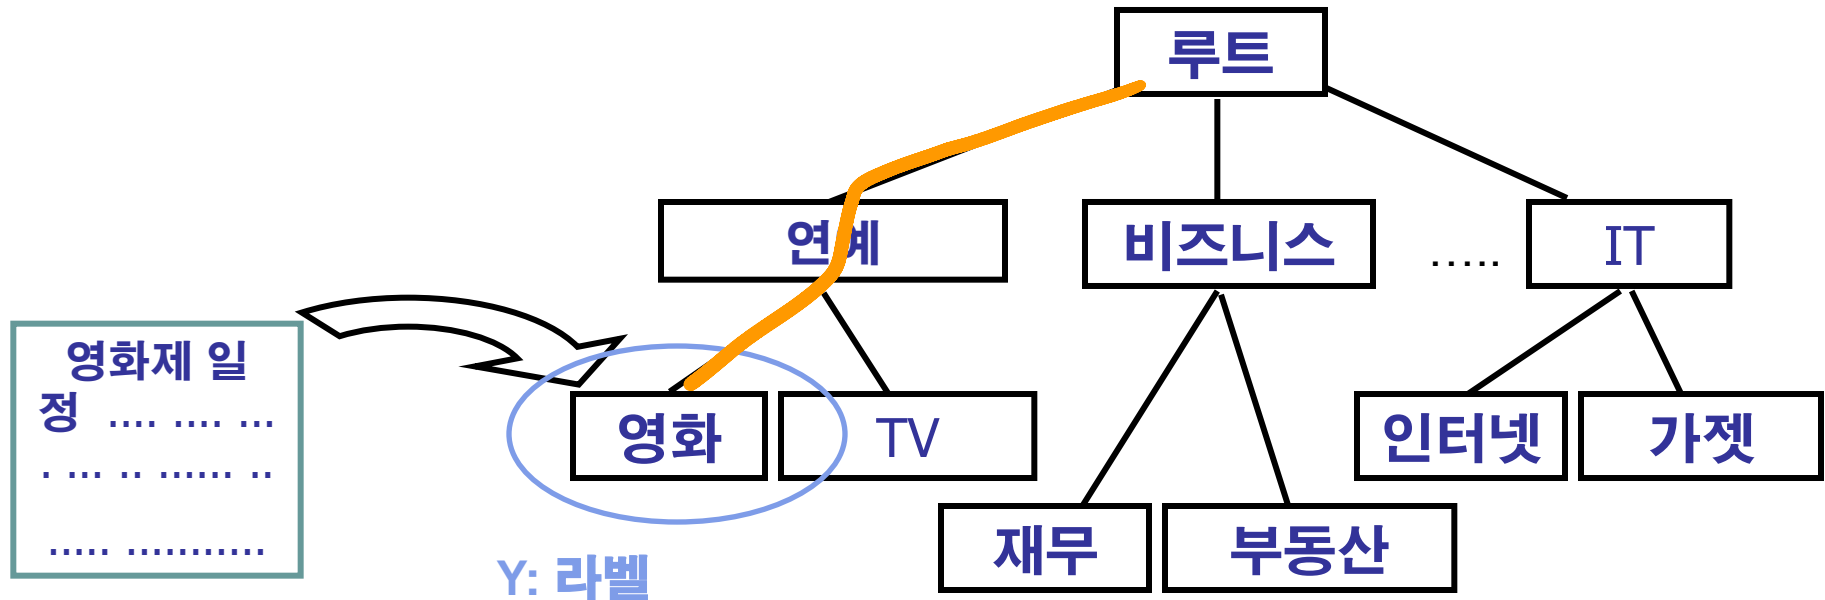 루트
연예
비즈니스
.....
IT
영화제 일
정 .... .... ...
. ... .. ...... ..
..... ...........
영화
TV
인터넷
가젯
재무
부동산
Y: 라벨